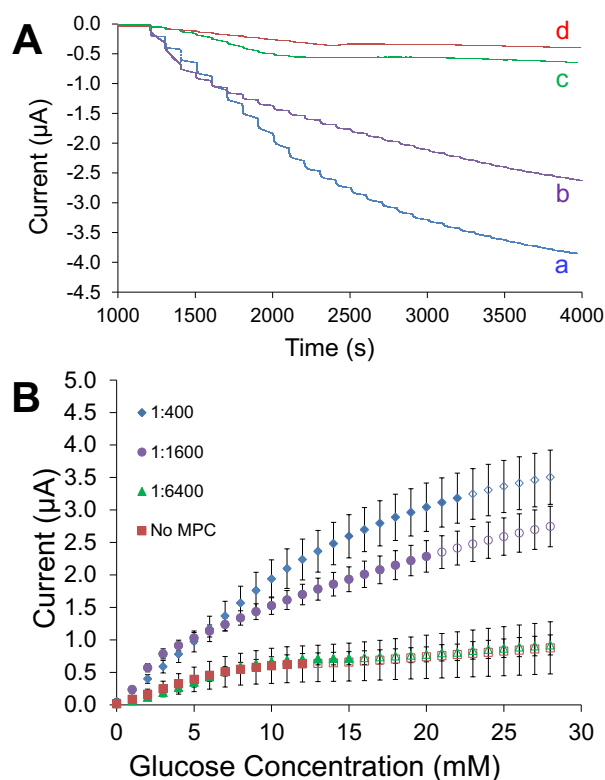 A
0.0
-0.5
-1.0
-1.5
-2.0
-2.5
-3.0
-3.5
-4.0
-4.5
Current (µA)
d
c
b
a
1000 1500 2000 2500 3000 3500 4000
Time (s)
B
5.0
4.5
4.0
3.5
3.0
2.5
2.0
1.5
1.0
0.5
0.0
Current (µA)
1:400
1:1600
1:6400
No MPC
0 5 10 15 20 25 30
Glucose Concentration (mM)